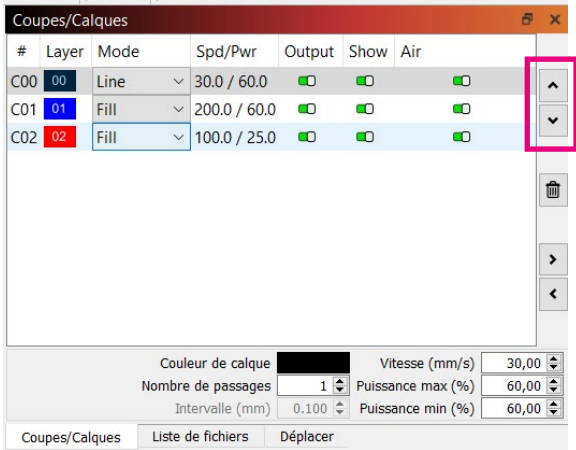 Coupes/Calques
# Layer Mode Spd/Pwr Output Show Air
C00 00 Line 30.0 / 60.0
C01 01 Fill 200.0 / 60.0
C02 02 Fill 100.0 / 25.0
Couleur de calque Vitesse (mm/s) 30,00
Nombre de passages 1 Puissance max (%) 60,00
Intervalle (mm) 0.100 Puissance min (%) 60,00
Coupes/Calques Liste de fichiers Déplacer